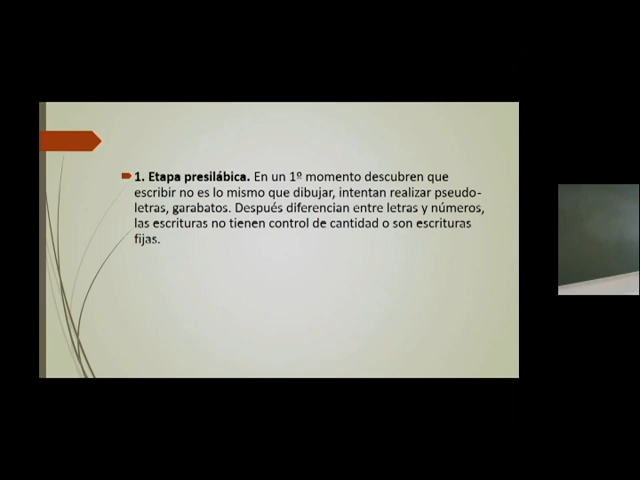 1. Etapa presilábica. En un 1º momento descubren que
escribir no es lo mismo que dibujar, intentan realizar pseudo-
letras, garabatos. Después diferencian entre letras y números,
las escrituras no tienen control de cantidad o son escrituras
fijas.